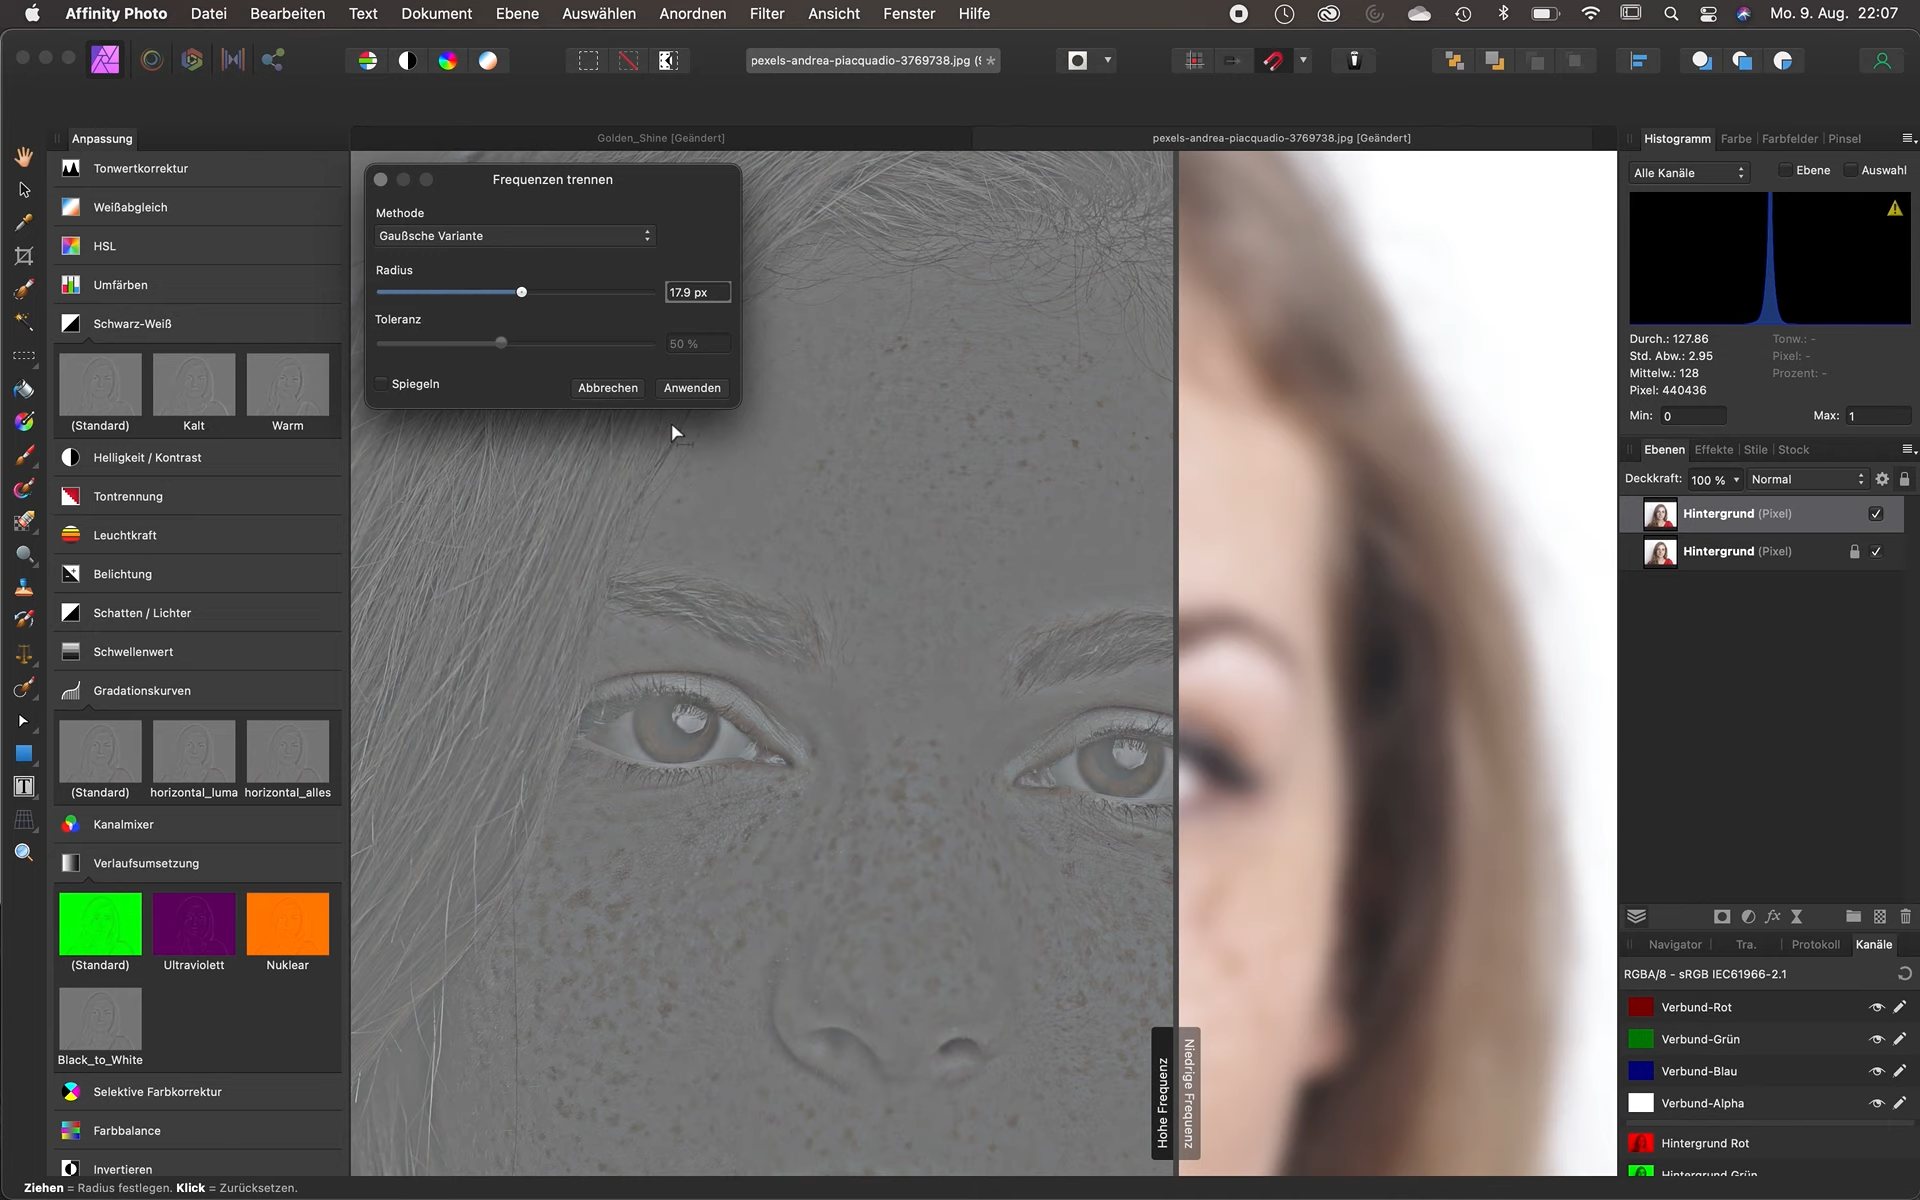 Affinity Photo Datei Bearbeiten Text Dokument Ebene Auswählen Anordnen Filter Ansicht Fenster Hilfe Mo. 9. Aug. 22:07
pexels-andrea-piacquadio-3769738.jpg (! *
Anpassung
Golden_Shine [Geändert]
pexels-andrea-piacquadio-3769738.jpg [Geändert]
Tonwertkorrektur
Weißabgleich
HSL
Umfärben
Schwarz-Weiß
(Standard) Kalt Warm
Helligkeit / Kontrast
Tontrennung
Leuchtkraft
Belichtung
Schatten / Lichter
Schwellenwert
Gradationskurven
(Standard) horizontal_luma horizontal_alles
Kanalmixer
Verlaufsumsetzung
(Standard) Ultraviolett Nuklear
Black_to_White
Selektive Farbkorrektur
Farbbalance
Invertieren
Frequenzen trennen
Methode
Gaußsche Variante
Radius
17.9 px
Toleranz
50 %
Spiegeln
Abbrechen
Anwenden
Hohe Frequenz
Niedrige Frequenz
Histogramm Farbe Farbfelder Pinsel
Alle Kanäle Ebene Auswahl
Durch.: 127.86 Tonw.: -
Std. Abw.: 2.95 Pixel: -
Mittelw.: 128 Prozent: -
Pixel: 440436
Min: 0 Max: 1
Ebenen Effekte Stile Stock
Deckkraft: 100 % Normal
Hintergrund (Pixel)
Hintergrund (Pixel)
fx
Navigator Tra. Protokoll Kanäle
RGBA/8 - sRGB IEC61966-2.1
Verbund-Rot
Verbund-Grün
Verbund-Blau
Verbund-Alpha
Hintergrund Rot
Hintergrund Grün
Ziehen = Radius festlegen. Klick = Zurücksetzen.